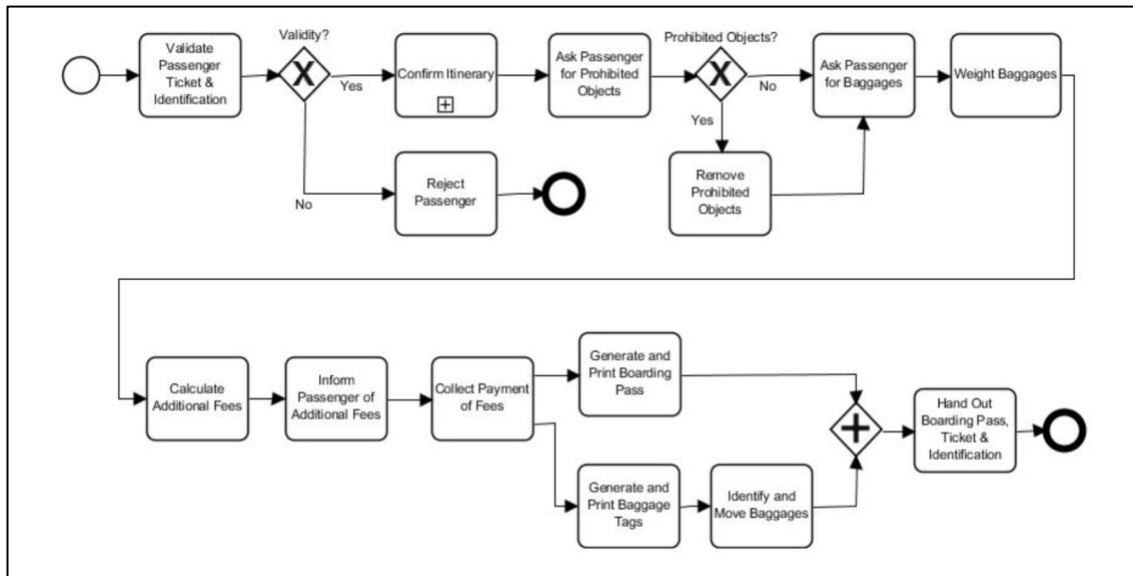 Validate
Passenger
Ticket &
Identification
Validity?
Yes
No
Confirm Itinerary
Reject
Passenger
Ask Passenger
for Prohibited
Objects
Prohibited Objects?
No
Yes
Remove
Prohibited
Objects
Ask Passenger
for Baggages
Weight Baggages
Calculate
Additional Fees
Inform
Passenger of
Additional Fees
Collect Payment
of Fees
Generate and
Print Boarding
Pass
Generate and
Print Baggage
Tags
Identify and
Move Baggages
Hand Out
Boarding Pass,
Ticket &
Identification